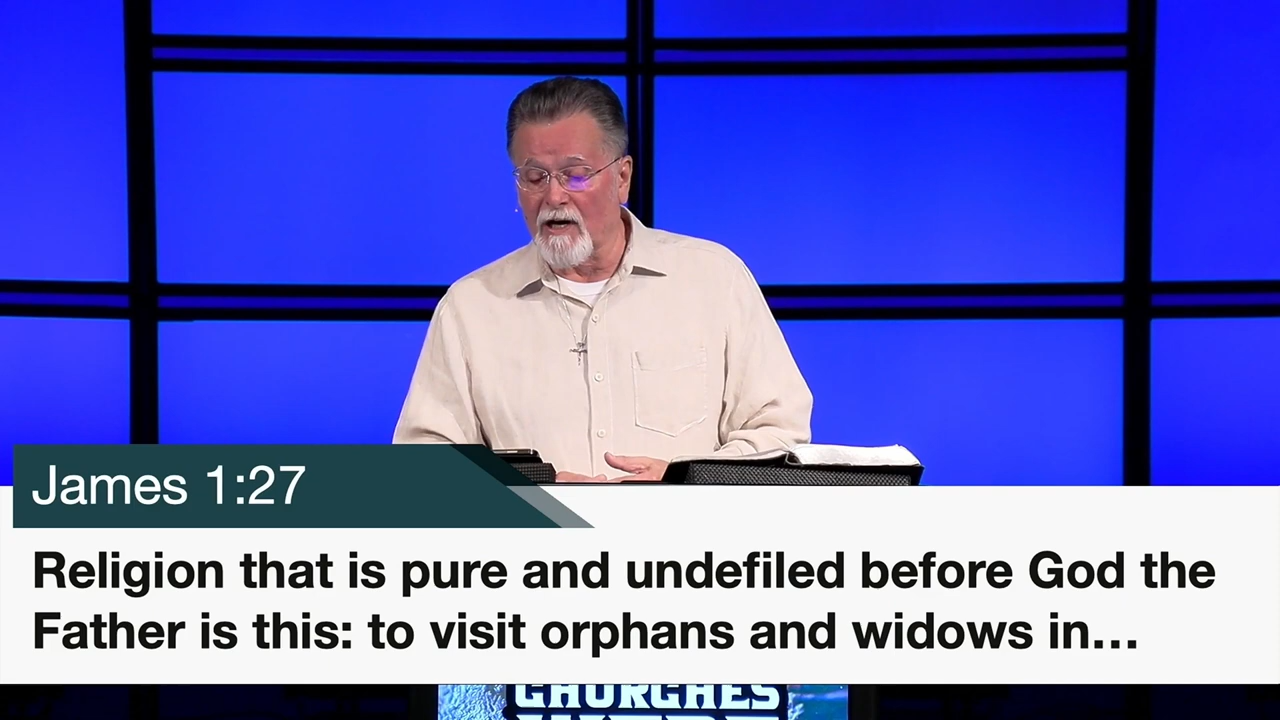 James 1:27
Religion that is pure and undefiled before God the
Father is this: to visit orphans and widows in…
CHURCHES